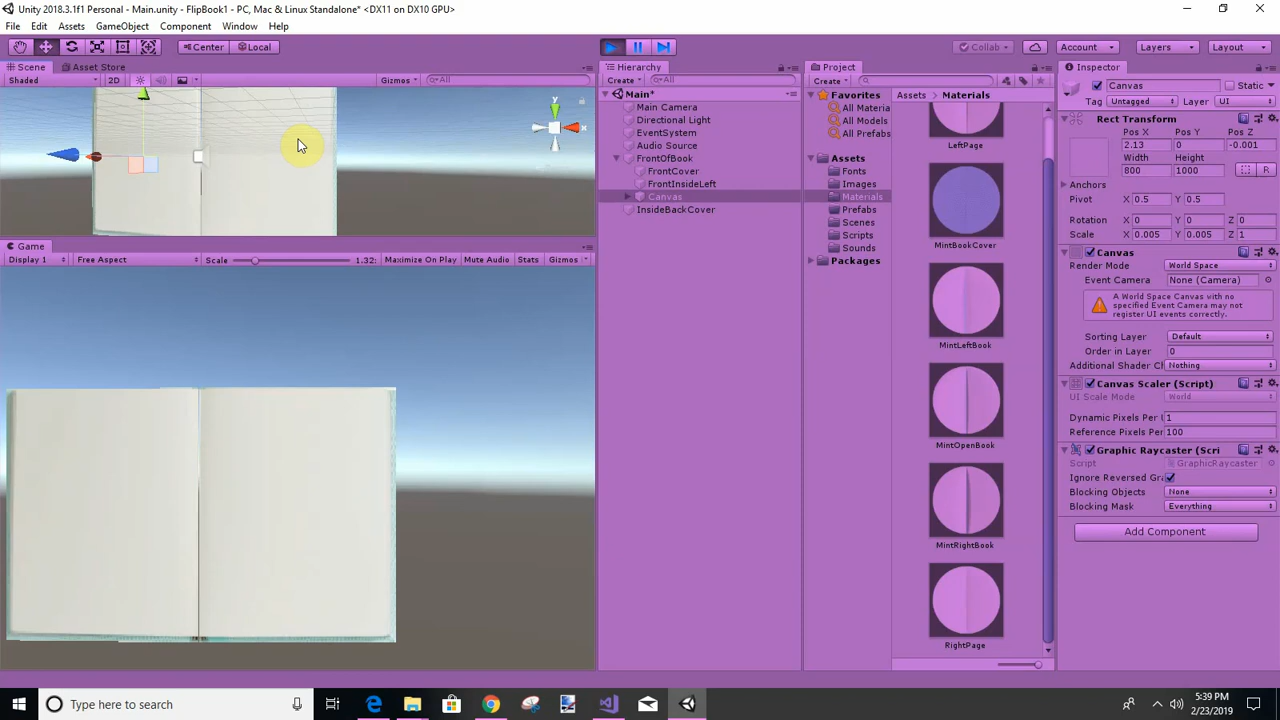 Unity 2018.3.1f1 Personal - Main.unity - FlipBook1 - PC, Mac & Linux Standalone* <DX11 on DX10 GPU>
File Edit Assets GameObject Component Window Help
Center Local Collab Account Layers Layout
Scene Asset Store
Shaded 2D Gizmos All
y
x
Game
Display 1 Free Aspect Scale 1.32: Maximize On Play Mute Audio Stats Gizmos
Hierarchy
Create All
Main*
Main Camera
Directional Light
EventSystem
Audio Source
FrontOfBook
FrontCover
FrontInsideLeft
Canvas
InsideBackCover
Project
Create
Favorites
All Materia
All Models
All Prefabs
Assets
Fonts
Images
Materials
Prefabs
Scenes
Scripts
Sounds
Packages
Assets Materials
LeftPage
MintBookCover
MintLeftBook
MintOpenBook
MintRightBook
RightPage
Inspector
Canvas Static
Tag Untagged Layer UI
Rect Transform
Pos X Pos Y Pos Z
2.13 0 -0.001
Width Height
800 1000 R
Anchors
Pivot X 0.5 Y 0.5
Rotation X 0 Y 0 Z 0
Scale X 0.005 Y 0.005 Z 1
Canvas
Render Mode World Space
Event Camera None (Camera)
A World Space Canvas with no
specified Event Camera may not
register UI events correctly.
Sorting Layer Default
Order in Layer 0
Additional Shader Cl Nothing
Canvas Scaler (Script)
UI Scale Mode World
Dynamic Pixels Per 1
Reference Pixels Per 100
Graphic Raycaster (Scri
Script GraphicRaycaster
Ignore Reversed Gra
Blocking Objects None
Blocking Mask Everything
Add Component
Type here to search
5:39 PM
2/23/2019